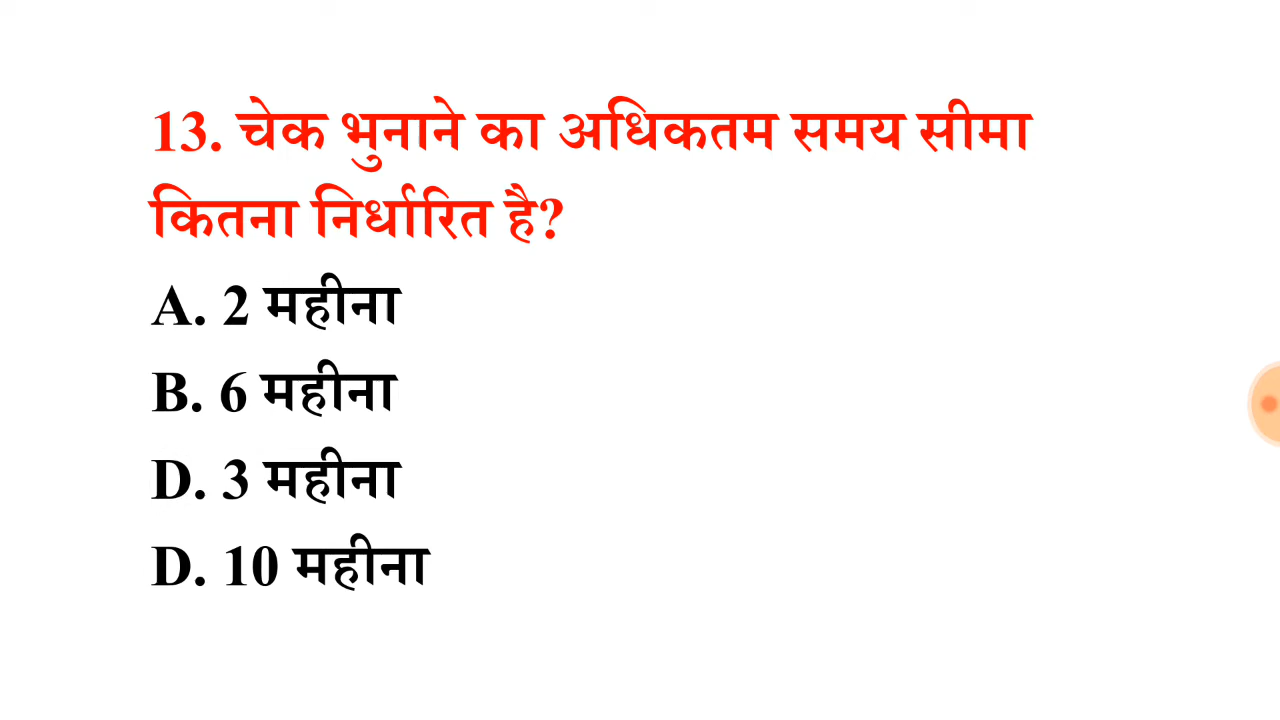 13. चेक भुनाने का अधिकतम समय सीमा
कितना निर्धारित है?
A. 2 महीना
B. 6 महीना
D. 3 महीना
D. 10 महीना